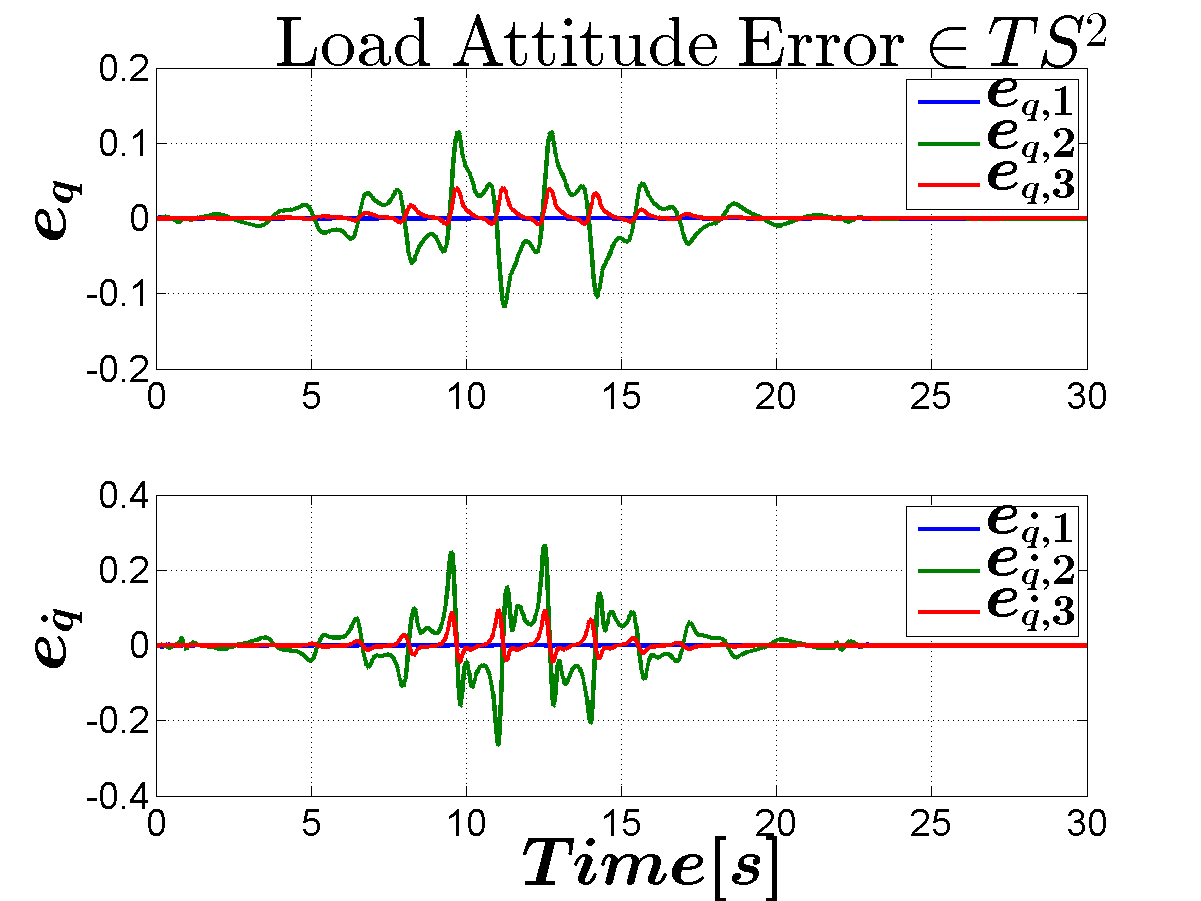 Load Attitude Error ∈ TS²
0.2
0.1
0
-0.1
-0.2
e_q
e_{q,1}
e_{q,2}
e_{q,3}
0 5 10 15 20 25 30
0.4
0.2
0
-0.2
-0.4
e_{q̇}
e_{q̇,1}
e_{q̇,2}
e_{q̇,3}
0 5 10 15 20 25 30
Time[s]